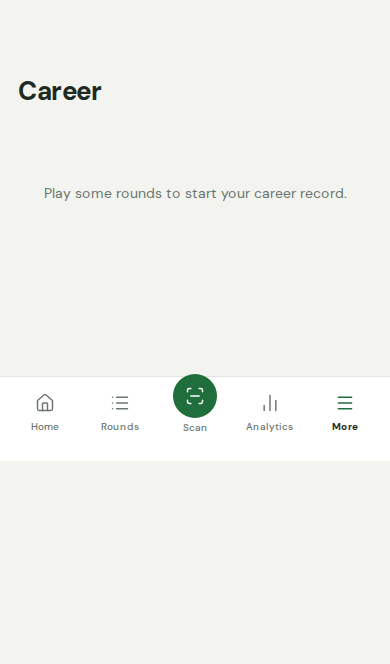 Career
Play some rounds to start your career record.
Home
Rounds
Scan
Analytics
More